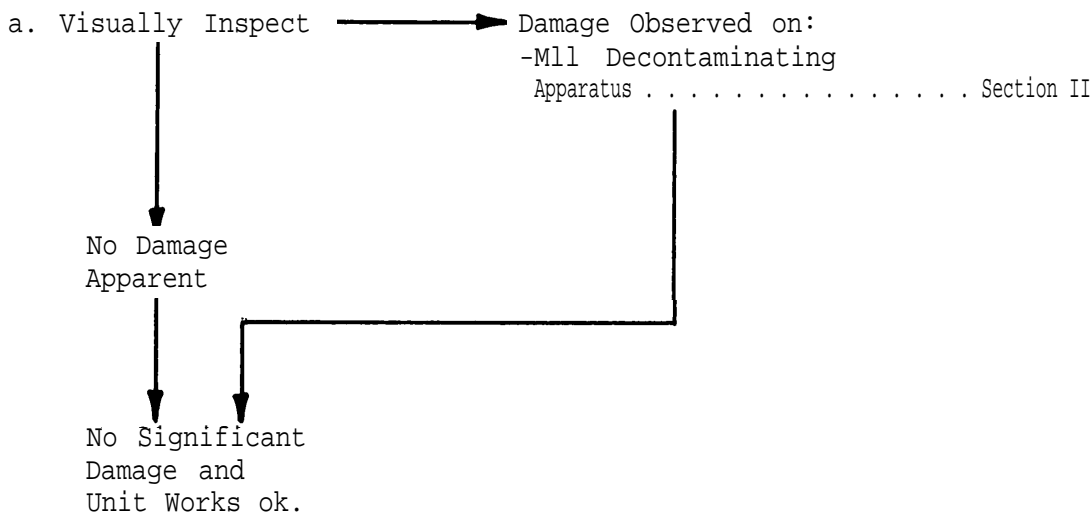 a. Visually Inspect
Damage Observed on:
-Mll Decontaminating
Apparatus . . . . . . . . . . . . . . . Section II
No Damage
Apparent
No Significant
Damage and
Unit Works ok.